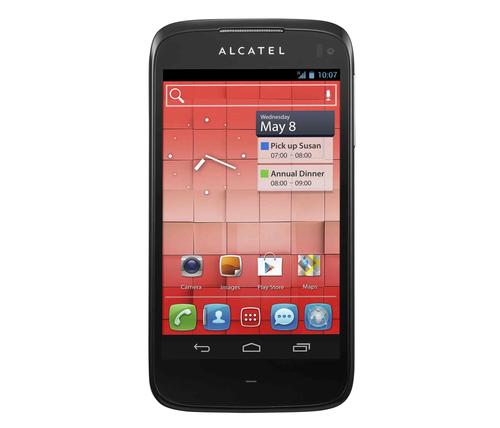 ALCATEL
10:07
Wednesday
May 8
Pick up Susan
07:00 – 08:00
Annual Dinner
08:00 – 09:00
Camera Images Play Store Maps